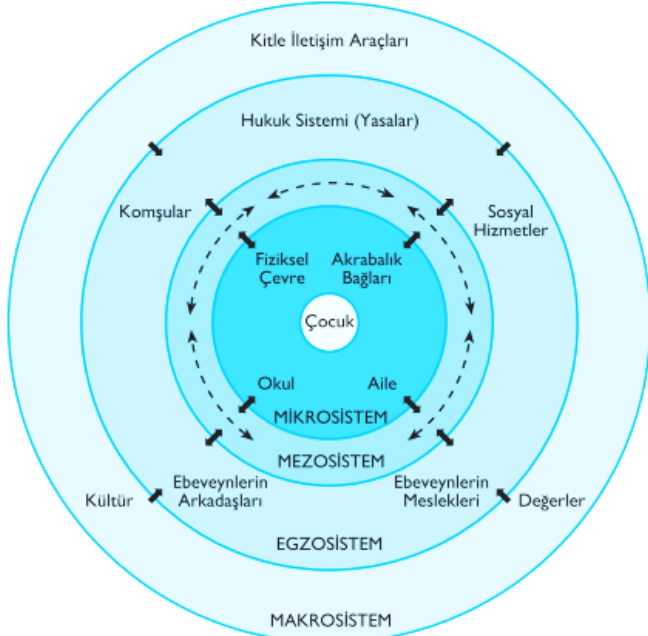 Kitle İletişim Araçları
Hukuk Sistemi (Yasalar)
Komşular
Sosyal
Hizmetler
Fiziksel
Çevre
Akrabalık
Bağları
Çocuk
Okul
Aile
MİKROSİSTEM
MEZOSİSTEM
Kültür
Ebeveynlerin
Arkadaşları
Ebeveynlerin
Meslekleri
Değerler
EGZOSİSTEM
MAKROSİSTEM